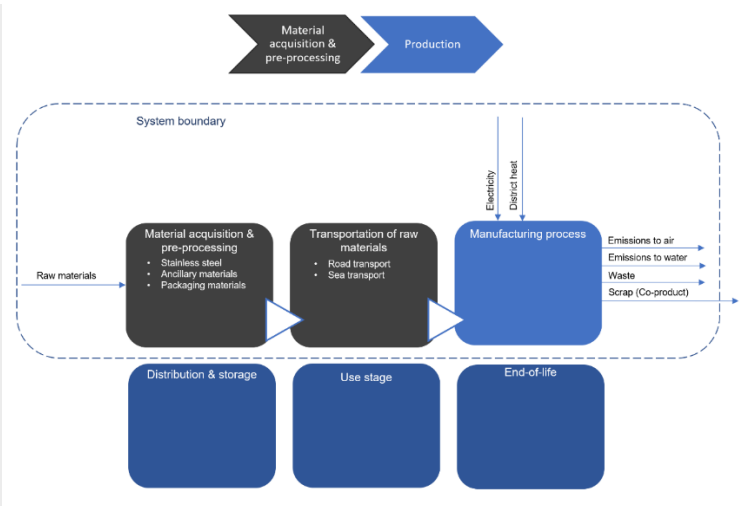 Material
acquisition &
pre-processing
Production
System boundary
Electricity
District heat
Material acquisition &
pre-processing
• Stainless steel
• Ancillary materials
• Packaging materials
Transportation of raw
materials
• Road transport
• Sea transport
Manufacturing process
Raw materials
Emissions to air
Emissions to water
Waste
Scrap (Co-product)
Distribution & storage
Use stage
End-of-life